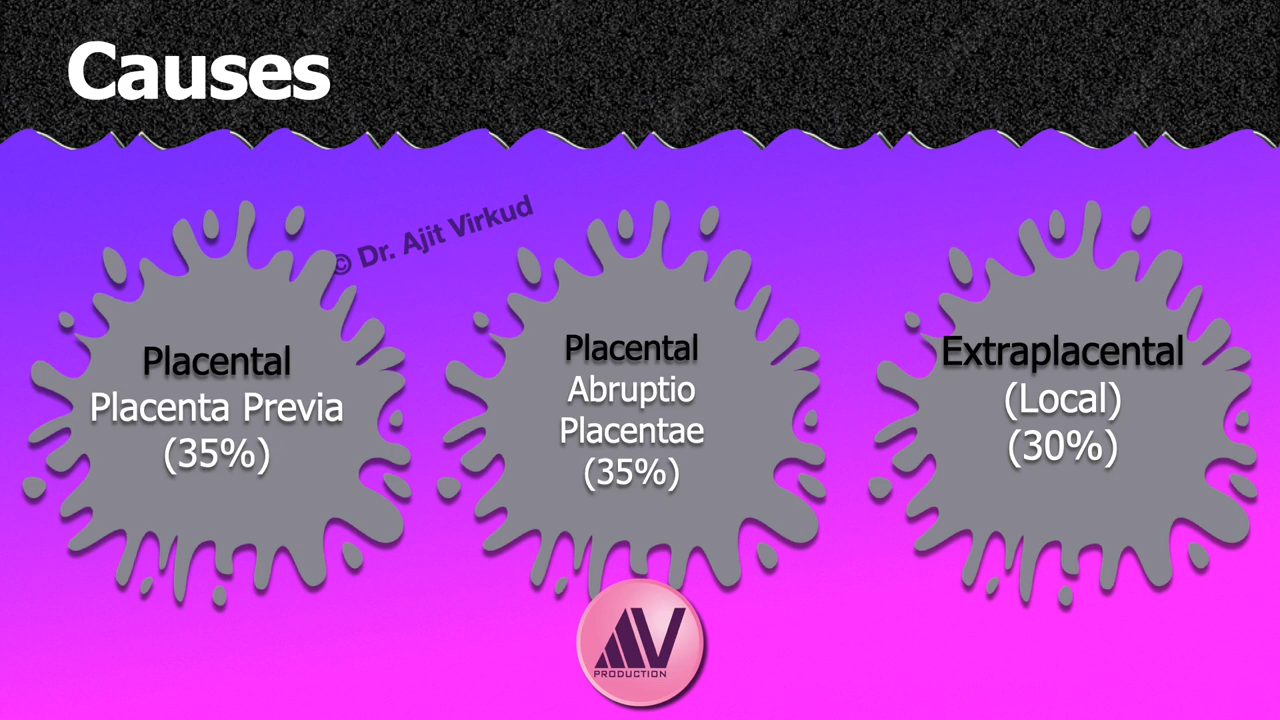 Causes
© Dr. Ajit Virkud
Placental
Placenta Previa
(35%)
Placental
Abruptio
Placentae
(35%)
Extraplacental
(Local)
(30%)
AV
PRODUCTION